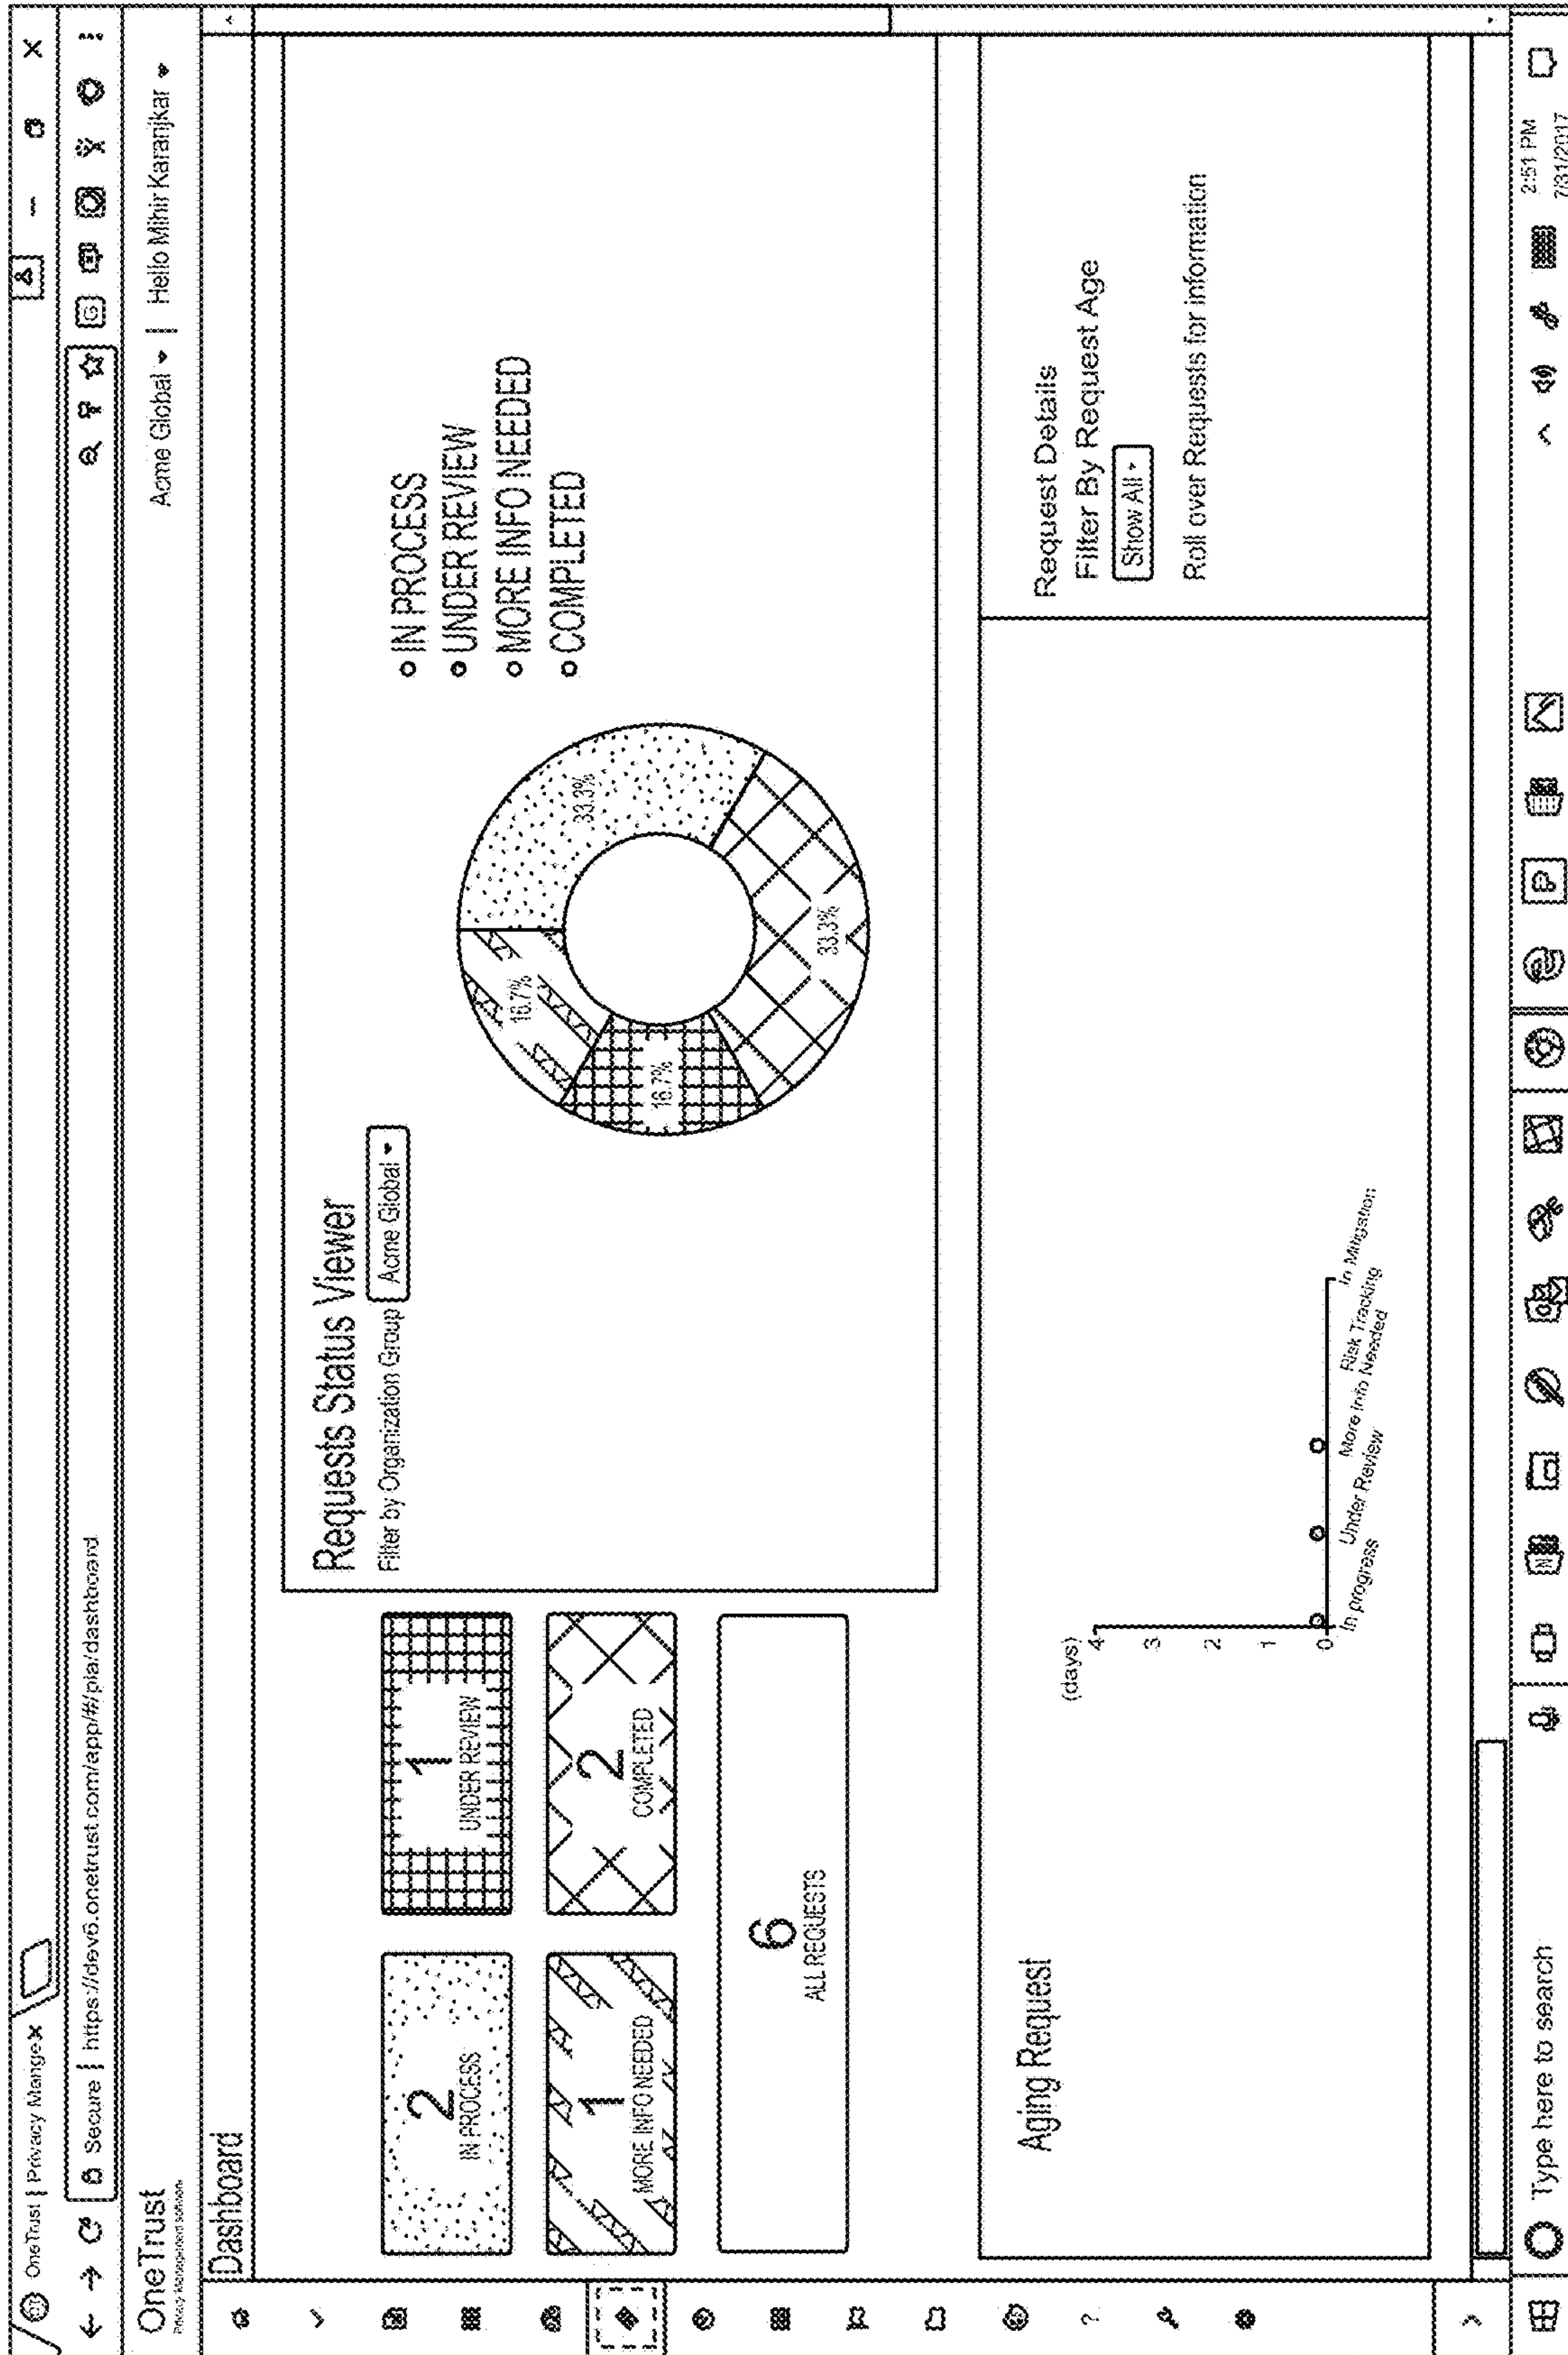 OneTrust | Privacy Mange X
Secure | https://dev6.onetrust.com/app/#/pia/dashboard
OneTrust
Privacy Management software
Acme Global | Hello Mihir Karanjkar
Dashboard
2
IN PROCESS
1
UNDER REVIEW
1
MORE INFO NEEDED
2
COMPLETED
6
ALL REQUESTS
Requests Status Viewer
Filter by Organization Group Acme Global
16.7%
33.3%
16.7%
33.3%
IN PROCESS
UNDER REVIEW
MORE INFO NEEDED
COMPLETED
Aging Request
(days)
4
3
2
1
0
In progress
Under Review
More Info Needed
Risk Tracking
In Mitigation
Request Details
Filter By Request Age
Show All
Roll over Requests for information
Type here to search
2:51 PM
7/31/2017